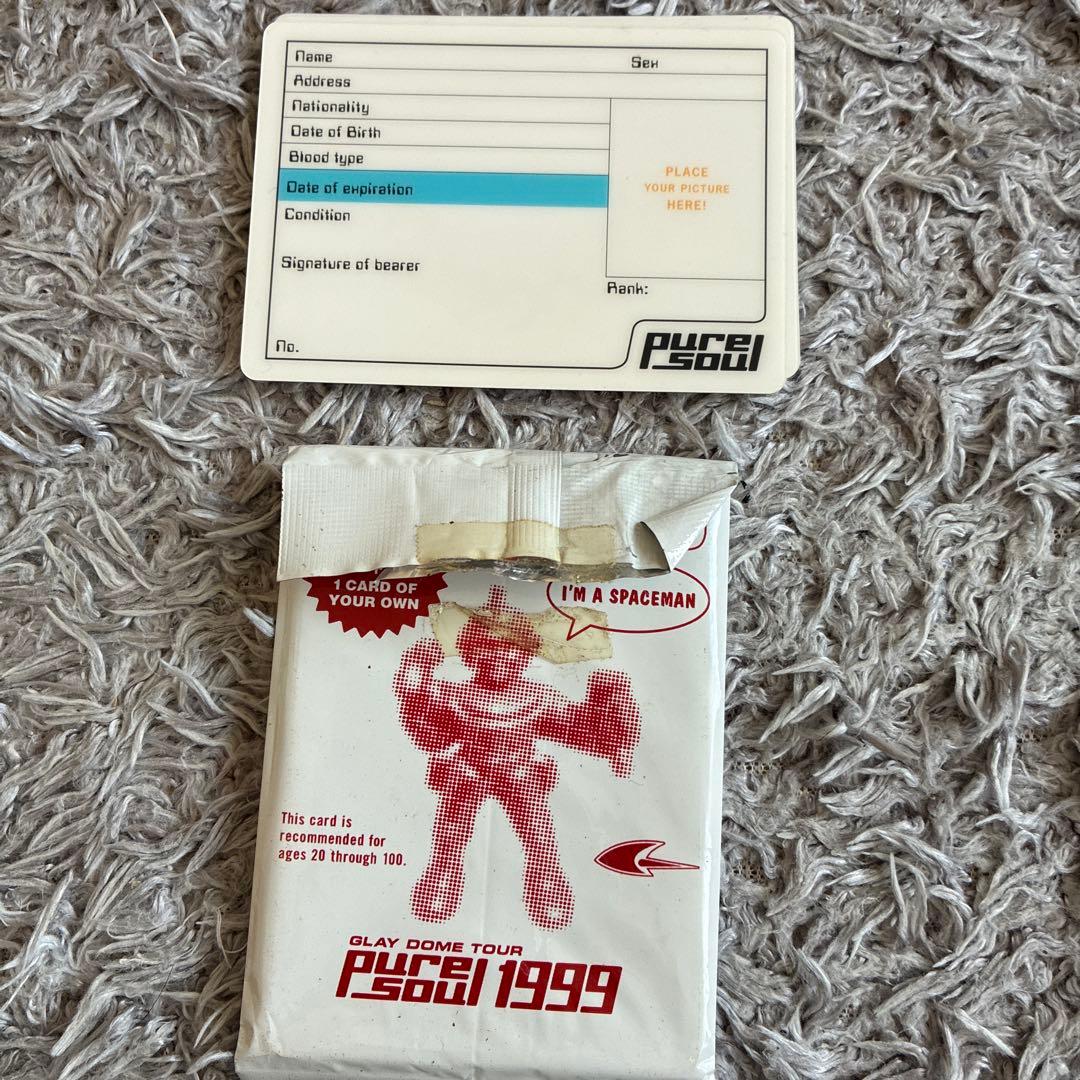 Name Sex
Address
Nationality
Date of Birth
Blood type
Date of expiration
Condition
Signature of bearer
PLACE
YOUR PICTURE
HERE!
Rank:
No.
pure soul
1 CARD OF
YOUR OWN
I'M A SPACEMAN
This card is
recommended for
ages 20 through 100.
GLAY DOME TOUR
pure soul 1999